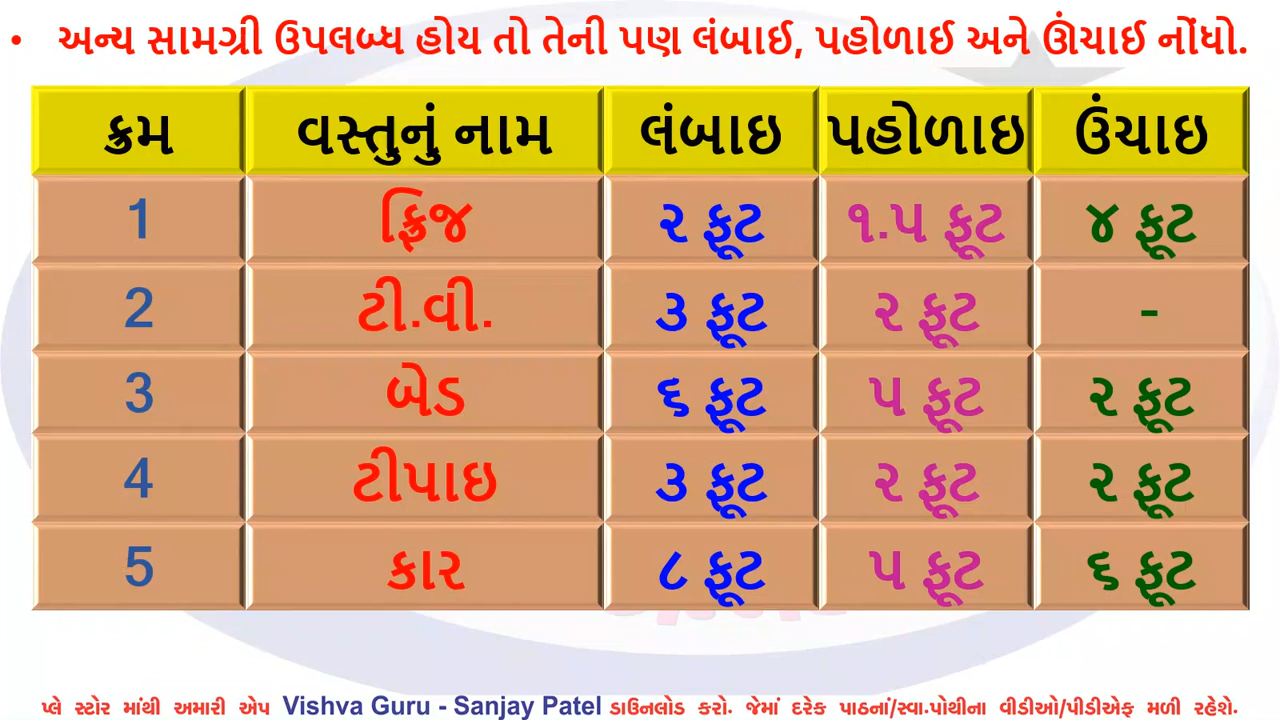 • અન્ય સામગ્રી ઉપલબ્ધ હોય તો તેની પણ લંબાઈ, પહોળાઈ અને ઊંચાઈ નોંધો.
ક્રમ વસ્તુનું નામ લંબાઇ પહોળાઇ ઉંચાઇ
1 ફ્રિજ ૨ ફૂટ ૧.૫ ફૂટ ૪ ફૂટ
2 ટી.વી. ૩ ફૂટ ૨ ફૂટ -
3 બેડ ૬ ફૂટ ૫ ફૂટ ૨ ફૂટ
4 ટીપાઇ ૩ ફૂટ ૨ ફૂટ ૨ ફૂટ
5 કાર ૮ ફૂટ ૫ ફૂટ ૬ ફૂટ
પ્લે સ્ટોર માંથી અમારી એપ Vishva Guru - Sanjay Patel ડાઉનલોડ કરો. જેમાં દરેક પાઠનાં/સ્વા.પોથીના વીડીઓ/પીડીએફ મળી રહેશે.